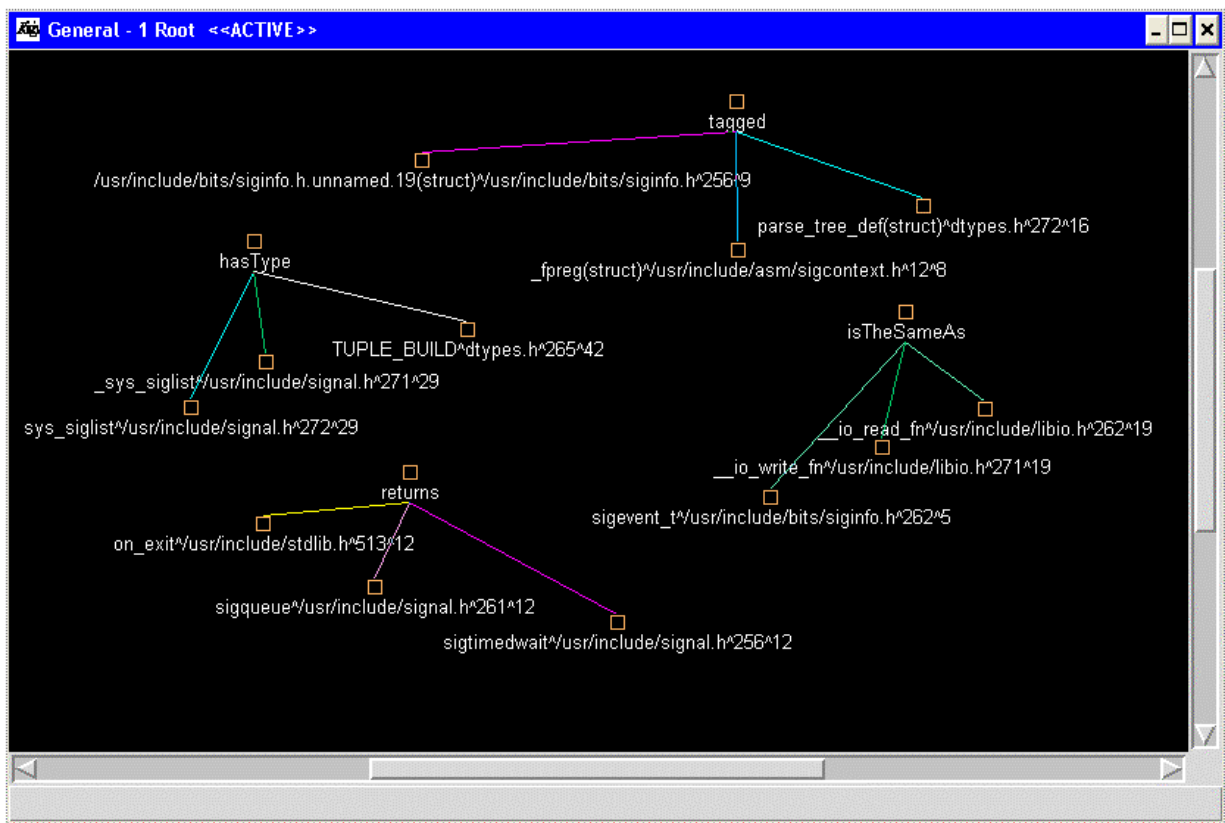 General - 1 Root <<ACTIVE>>
tagged
/usr/include/bits/siginfo.h.unnamed.19(struct)^/usr/include/bits/siginfo.h^256^9
parse_tree_def(struct)^dtypes.h^272^16
hasType
_fpreg(struct)^/usr/include/asm/sigcontext.h^12^8
isTheSameAs
TUPLE_BUILD^dtypes.h^265^42
_sys_siglist^/usr/include/signal.h^271^29
sys_siglist^/usr/include/signal.h^272^29
__io_read_fn^/usr/include/libio.h^262^19
__io_write_fn^/usr/include/libio.h^271^19
returns
sigevent_t^/usr/include/bits/siginfo.h^262^5
on_exit^/usr/include/stdlib.h^513^12
sigqueue^/usr/include/signal.h^261^12
sigtimedwait^/usr/include/signal.h^256^12